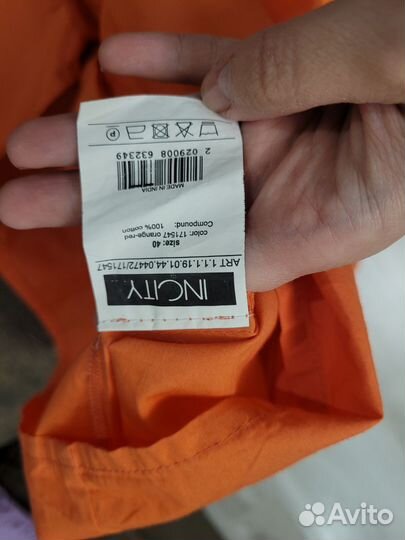 INCITY
ART 1.1.1.19.01.44.04472/171547
size: 40
color: 171547 orange-red
Compound: 100% cotton
MADE IN INDIA
2 029008 632349
P
Avito